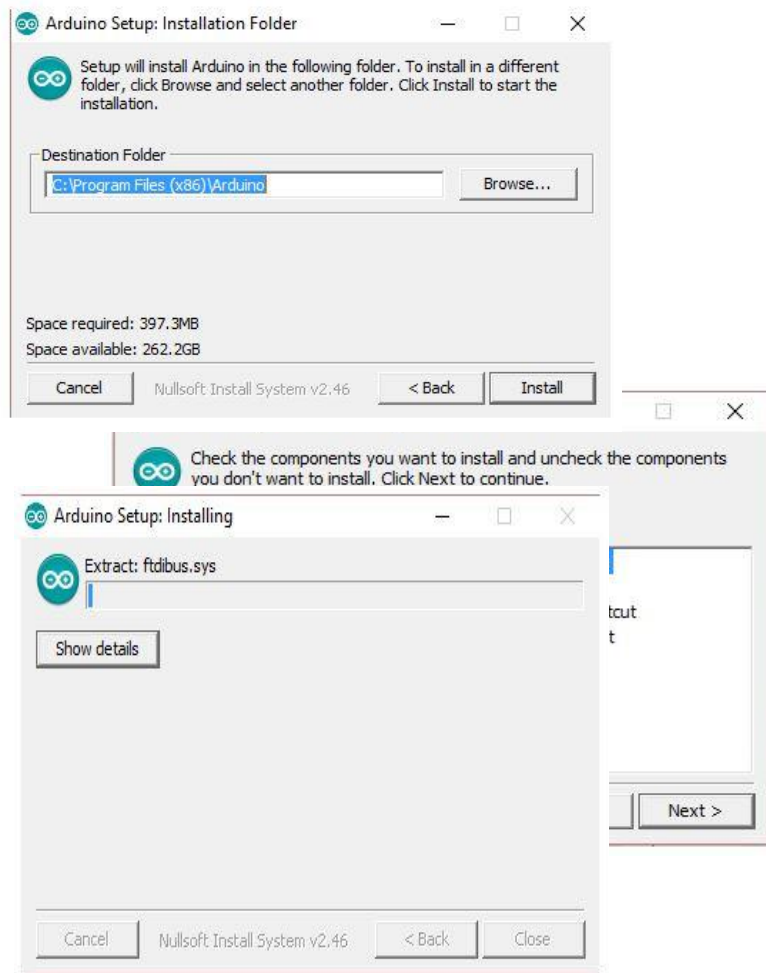 Arduino Setup: Installation Folder
Setup will install Arduino in the following folder. To install in a different
folder, click Browse and select another folder. Click Install to start the
installation.
Destination Folder
C:\Program Files (x86)\Arduino
Browse...
Space required: 397.3MB
Space available: 262.2GB
Cancel
Nullsoft Install System v2.46
< Back
Install
Check the components you want to install and uncheck the components
you don't want to install. Click Next to continue.
tcut
t
Next >
Arduino Setup: Installing
Extract: ftdibus.sys
Show details
Cancel
Nullsoft Install System v2.46
< Back
Close